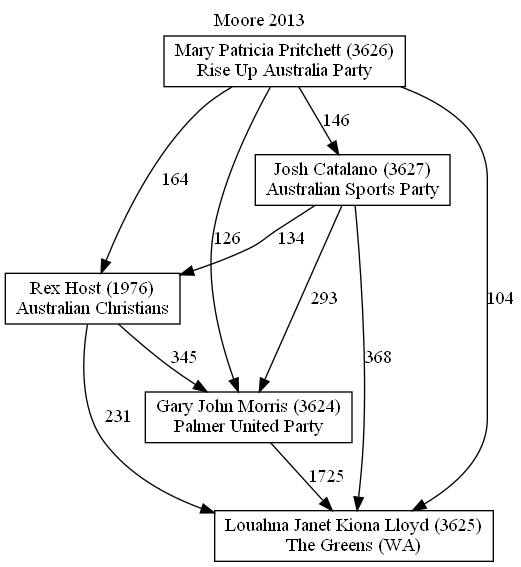 Moore 2013
Mary Patricia Pritchett (3626)
Rise Up Australia Party
146
164
Josh Catalano (3627)
Australian Sports Party
126
134
Rex Host (1976)
Australian Christians
293
104
345
368
231
Gary John Morris (3624)
Palmer United Party
1725
Louahna Janet Kiona Lloyd (3625)
The Greens (WA)